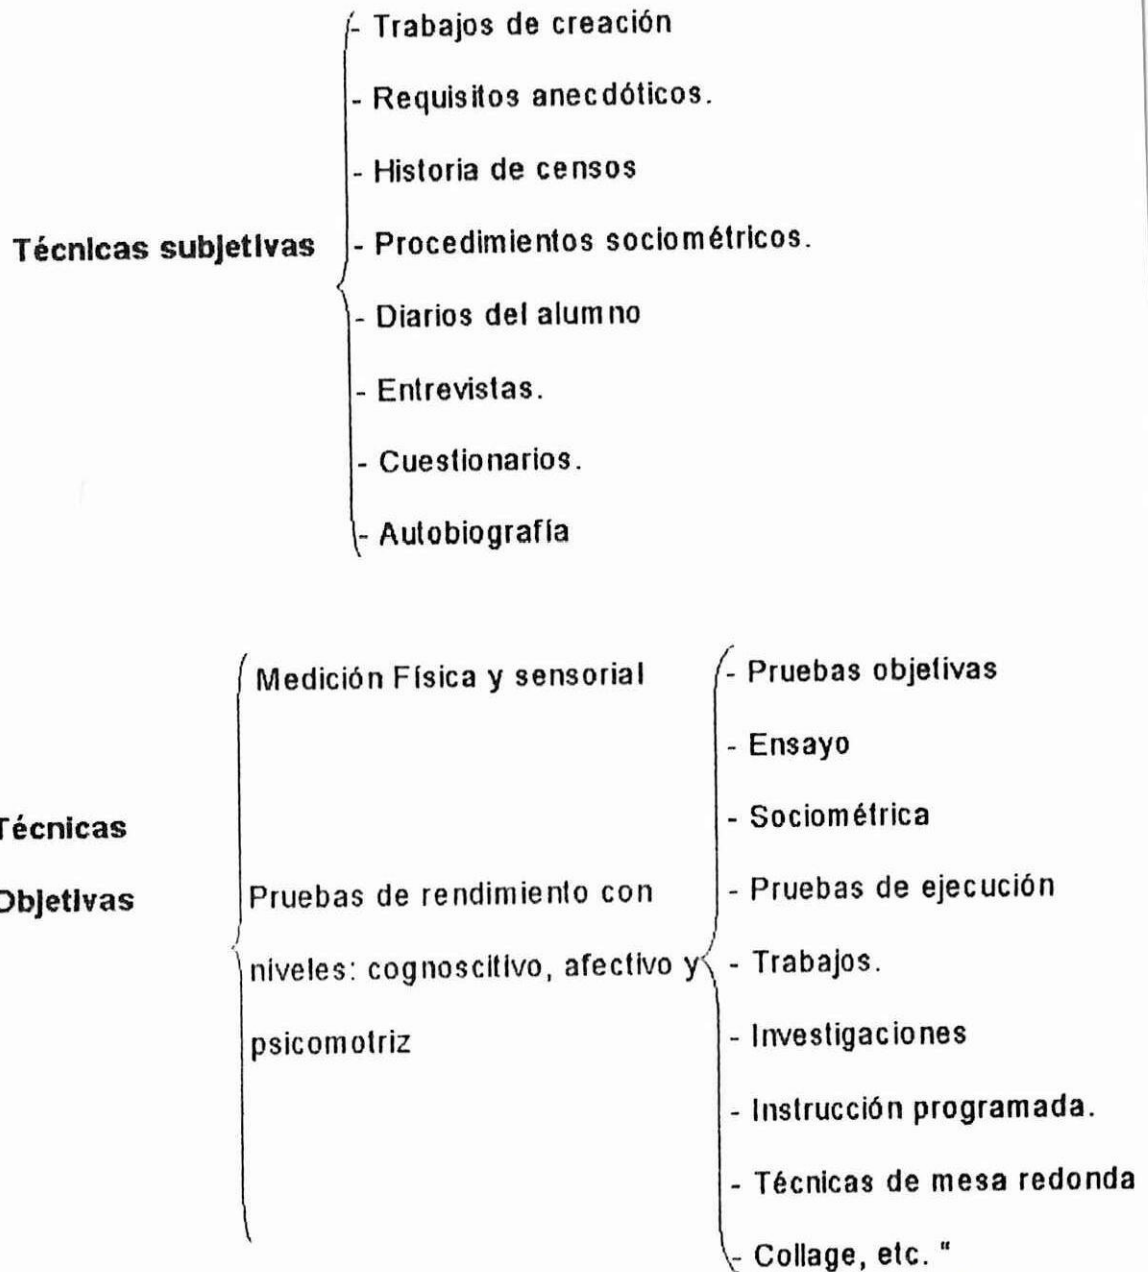 - Trabajos de creación
- Requisitos anecdóticos.
- Historia de censos
Técnicas subjetivas
- Procedimientos sociométricos.
- Diarios del alumno
- Entrevistas.
- Cuestionarios.
- Autobiografía
Técnicas
Objetivas
Medición Física y sensorial
Pruebas de rendimiento con
niveles: cognoscitivo, afectivo y
psicomotriz
- Pruebas objetivas
- Ensayo
- Sociométrica
- Pruebas de ejecución
- Trabajos.
- Investigaciones
- Instrucción programada.
- Técnicas de mesa redonda
- Collage, etc. "